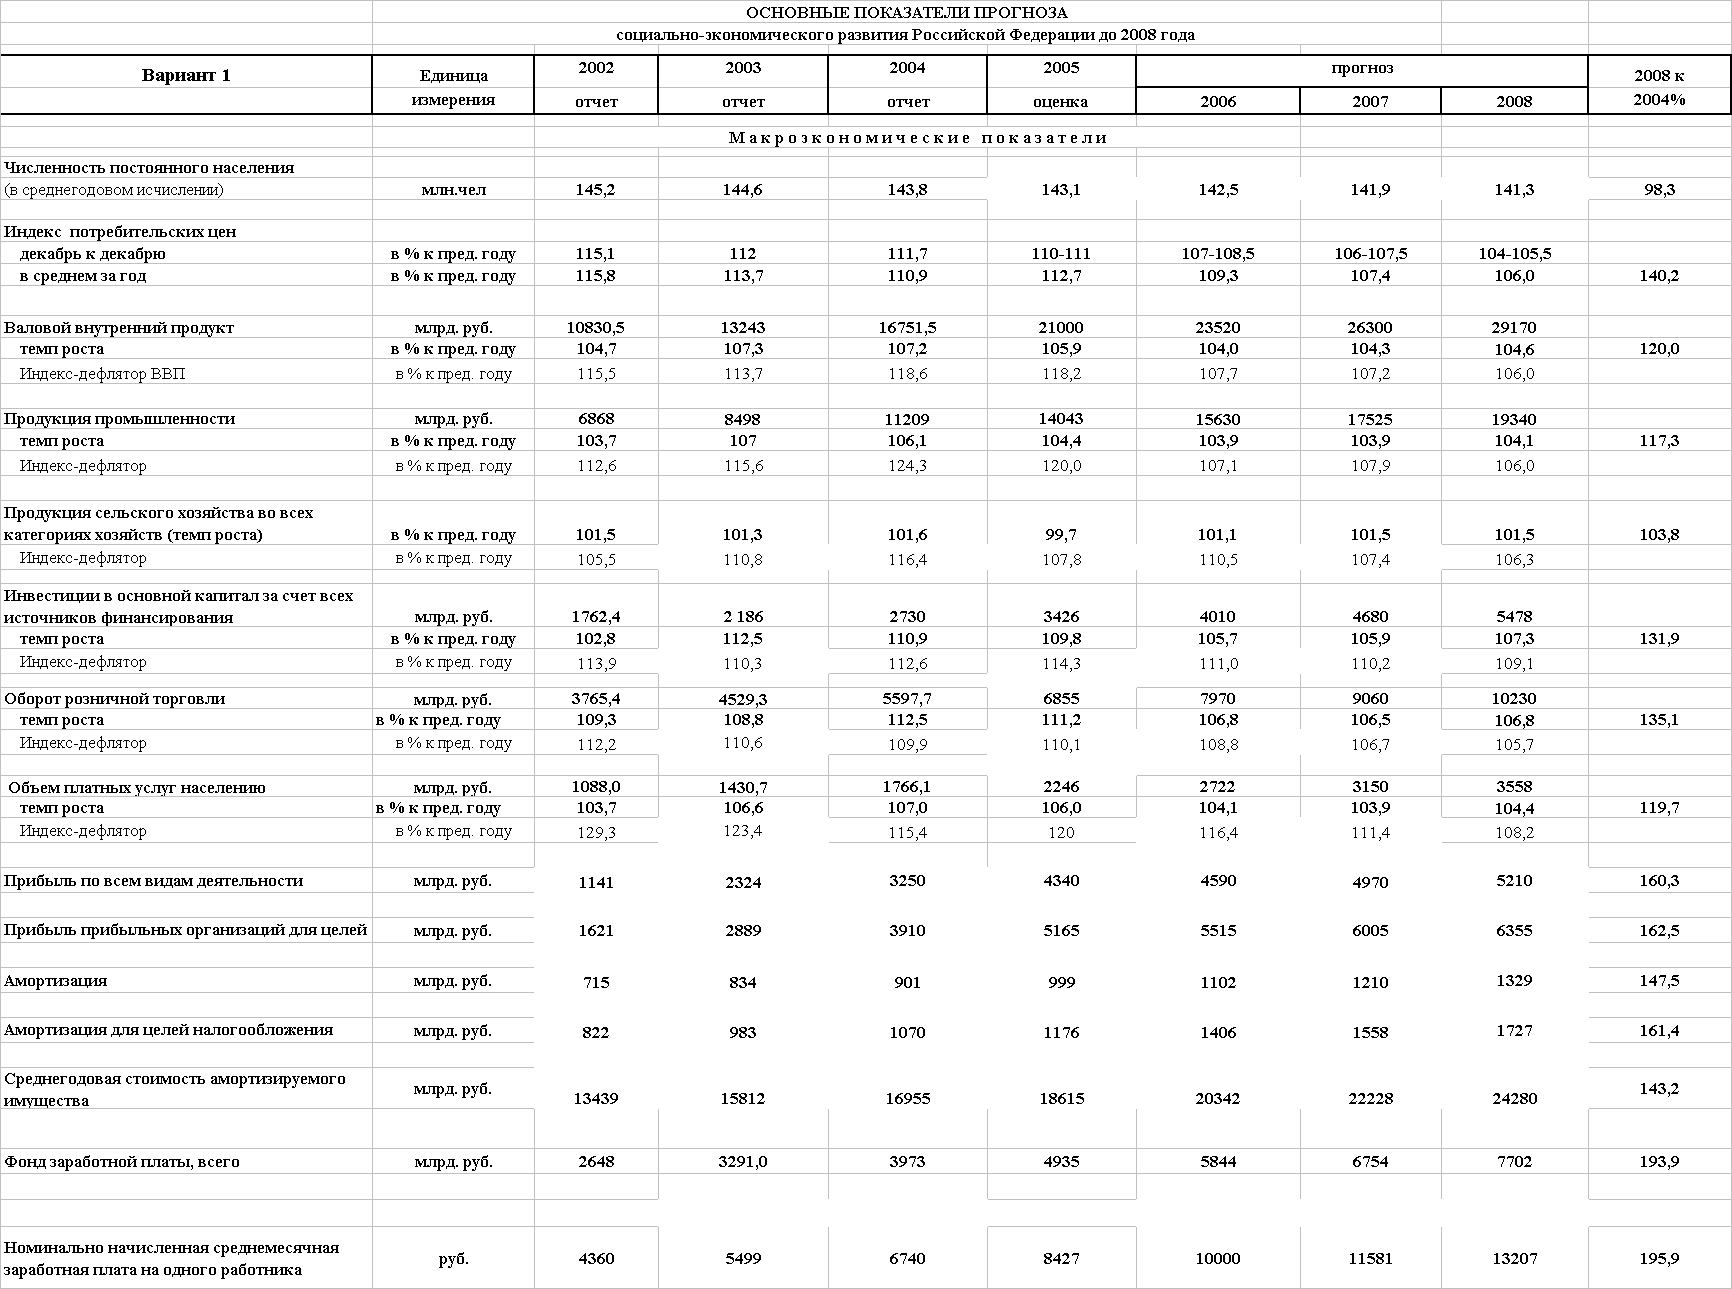 ОСНОВНЫЕ ПОКАЗАТЕЛИ ПРОГНОЗА
социально-экономического развития Российской Федерации до 2008 года
Вариант 1 Единица измерения 2002 отчет 2003 отчет 2004 отчет 2005 оценка прогноз 2006 2007 2008 2008 к 2004%
Макроэкономические показатели
Численность постоянного населения
(в среднегодовом исчислении) млн.чел 145,2 144,6 143,8 143,1 142,5 141,9 141,3 98,3
Индекс потребительских цен
декабрь к декабрю в % к пред. году 115,1 112 111,7 110-111 107-108,5 106-107,5 104-105,5
в среднем за год в % к пред. году 115,8 113,7 110,9 112,7 109,3 107,4 106,0 140,2
Валовой внутренний продукт млрд. руб. 10830,5 13243 16751,5 21000 23520 26300 29170
темп роста в % к пред. году 104,7 107,3 107,2 105,9 104,0 104,3 104,6 120,0
Индекс-дефлятор ВВП в % к пред. году 115,5 113,7 118,6 118,2 107,7 107,2 106,0
Продукция промышленности млрд. руб. 6868 8498 11209 14043 15630 17525 19340
темп роста в % к пред. году 103,7 107 106,1 104,4 103,9 103,9 104,1 117,3
Индекс-дефлятор в % к пред. году 112,6 115,6 124,3 120,0 107,1 107,9 106,0
Продукция сельского хозяйства во всех
категориях хозяйств (темп роста) в % к пред. году 101,5 101,3 101,6 99,7 101,1 101,5 101,5 103,8
Индекс-дефлятор в % к пред. году 105,5 110,8 116,4 107,8 110,5 107,4 106,3
Инвестиции в основной капитал за счет всех
источников финансирования млрд. руб. 1762,4 2 186 2730 3426 4010 4680 5478
темп роста в % к пред. году 102,8 112,5 110,9 109,8 105,7 105,9 107,3 131,9
Индекс-дефлятор в % к пред. году 113,9 110,3 112,6 114,3 111,0 110,2 109,1
Оборот розничной торговли млрд. руб. 3765,4 4529,3 5597,7 6855 7970 9060 10230
темп роста в % к пред. году 109,3 108,8 112,5 111,2 106,8 106,5 106,8 135,1
Индекс-дефлятор в % к пред. году 112,2 110,6 109,9 110,1 108,8 106,7 105,7
Объем платных услуг населению млрд. руб. 1088,0 1430,7 1766,1 2246 2722 3150 3558
темп роста в % к пред. году 103,7 106,6 107,0 106,0 104,1 103,9 104,4 119,7
Индекс-дефлятор в % к пред. году 129,3 123,4 115,4 120 116,4 111,4 108,2
Прибыль по всем видам деятельности млрд. руб. 1141 2324 3250 4340 4590 4970 5210 160,3
Прибыль прибыльных организаций для целей млрд. руб. 1621 2889 3910 5165 5515 6005 6355 162,5
Амортизация млрд. руб. 715 834 901 999 1102 1210 1329 147,5
Амортизация для целей налогообложения млрд. руб. 822 983 1070 1176 1406 1558 1727 161,4
Среднегодовая стоимость амортизируемого
имущества млрд. руб. 13439 15812 16955 18615 20342 22228 24280 143,2
Фонд заработной платы, всего млрд. руб. 2648 3291,0 3973 4935 5844 6754 7702 193,9
Номинально начисленная среднемесячная
заработная плата на одного работника руб. 4360 5499 6740 8427 10000 11581 13207 195,9